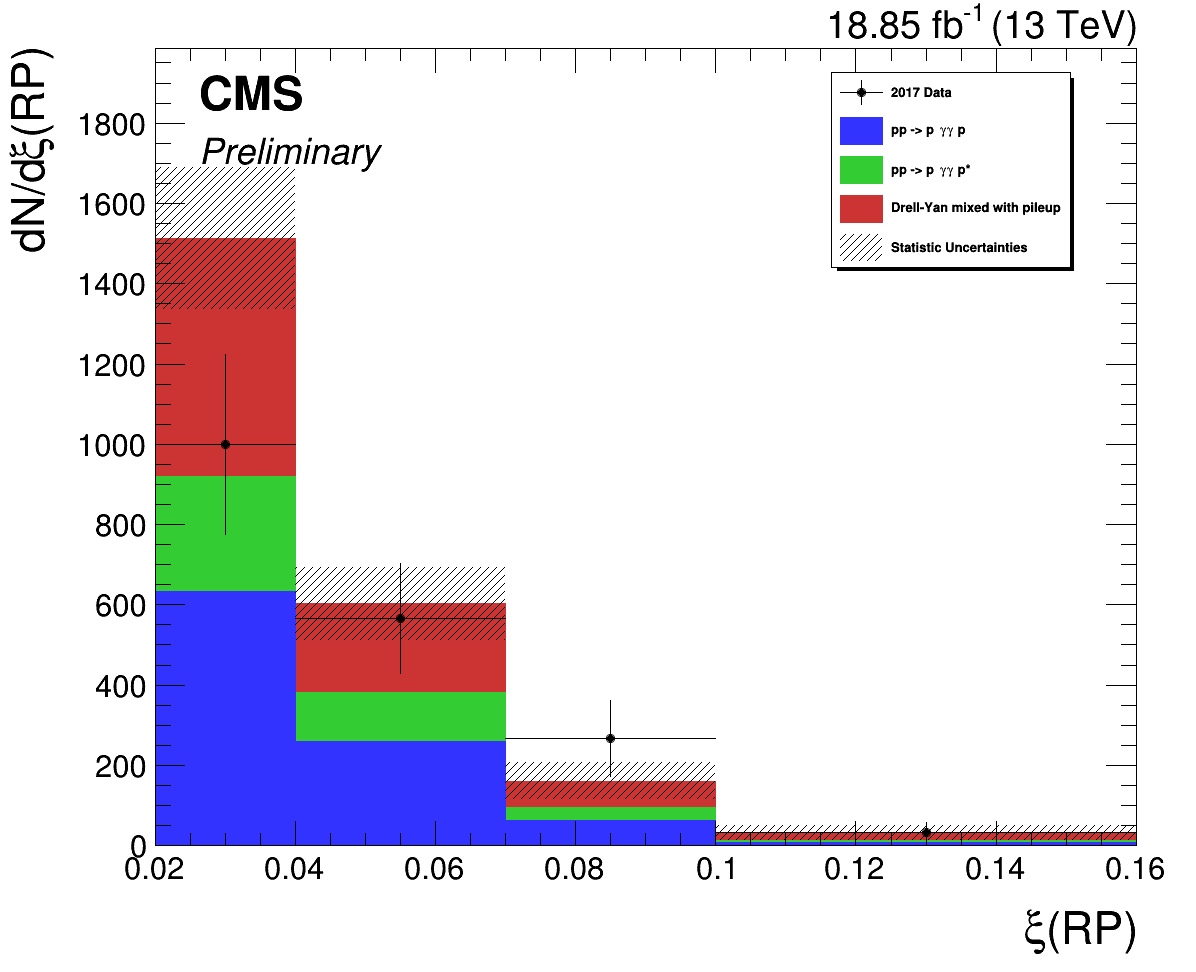 18.85 fb⁻¹ (13 TeV)
dN/dξ(RP)
CMS
Preliminary
2017 Data
pp -> p γγ p
pp -> p γγ p*
Drell-Yan mixed with pileup
Statistic Uncertainties
1800
1600
1400
1200
1000
800
600
400
200
0
0.02 0.04 0.06 0.08 0.1 0.12 0.14 0.16
ξ(RP)